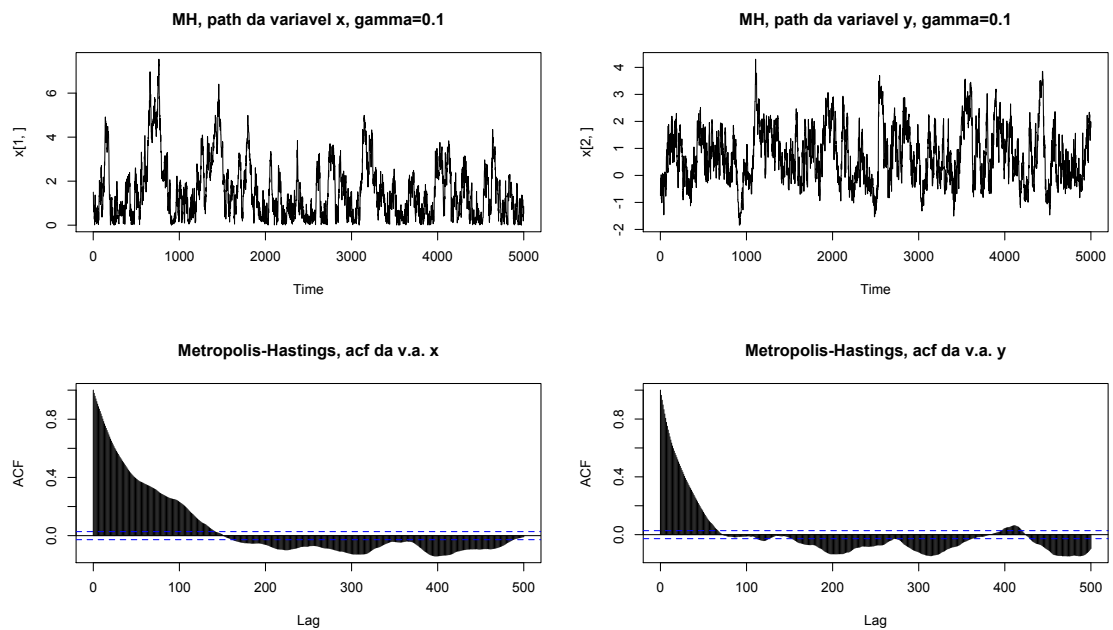 MH, path da variavel x, gamma=0.1
x[1, ]
6
4
2
0
0 1000 2000 3000 4000 5000
Time
MH, path da variavel y, gamma=0.1
x[2, ]
4
3
2
1
0
-1
-2
0 1000 2000 3000 4000 5000
Time
Metropolis-Hastings, acf da v.a. x
ACF
0.8
0.4
0.0
0 100 200 300 400 500
Lag
Metropolis-Hastings, acf da v.a. y
ACF
0.8
0.4
0.0
0 100 200 300 400 500
Lag